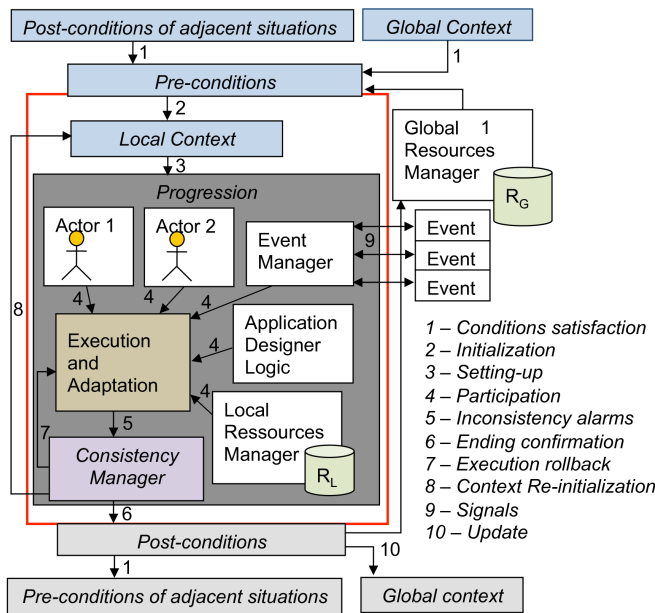 Post-conditions of adjacent situations
Global Context
1
1
Pre-conditions
2
Local Context
Global 1
Resources
Manager
R_G
3
Progression
Actor 1
Actor 2
Event
Manager
9
Event
Event
Event
4
4
4
8
Execution
and
Adaptation
4
Application
Designer
Logic
4
Local
Ressources
Manager
R_L
7
5
Consistency
Manager
6
1 – Conditions satisfaction
2 – Initialization
3 – Setting-up
4 – Participation
5 – Inconsistency alarms
6 – Ending confirmation
7 – Execution rollback
8 – Context Re-initialization
9 – Signals
10 – Update
Post-conditions
10
1
Pre-conditions of adjacent situations
Global context